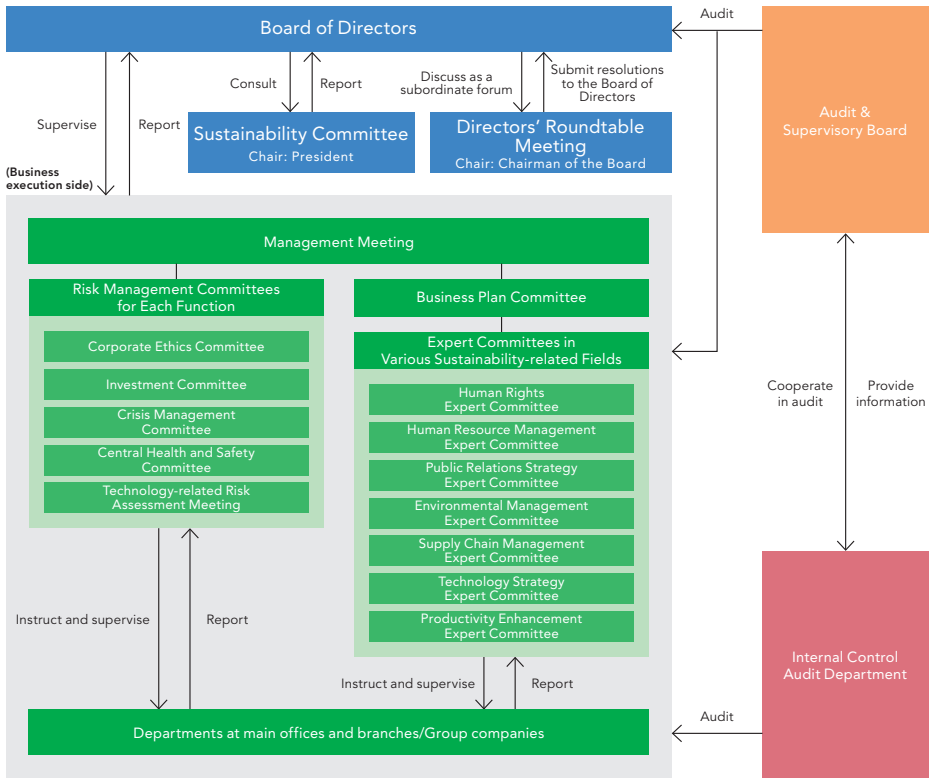 Board of Directors
Audit
Audit &
Supervisory Board
Supervise
Report
Consult
Report
Discuss as a
subordinate forum
Submit resolutions
to the Board of
Directors
Sustainability Committee
Chair: President
Directors’ Roundtable
Meeting
Chair: Chairman of the Board
(Business
execution side)
Management Meeting
Risk Management Committees
for Each Function
Corporate Ethics Committee
Investment Committee
Crisis Management
Committee
Central Health and Safety
Committee
Technology-related Risk
Assessment Meeting
Business Plan Committee
Expert Committees in
Various Sustainability-related Fields
Human Rights
Expert Committee
Human Resource Management
Expert Committee
Public Relations Strategy
Expert Committee
Environmental Management
Expert Committee
Supply Chain Management
Expert Committee
Technology Strategy
Expert Committee
Productivity Enhancement
Expert Committee
Cooperate
in audit
Provide
information
Instruct and supervise
Report
Instruct and supervise
Report
Internal Control
Audit Department
Audit
Departments at main offices and branches/Group companies